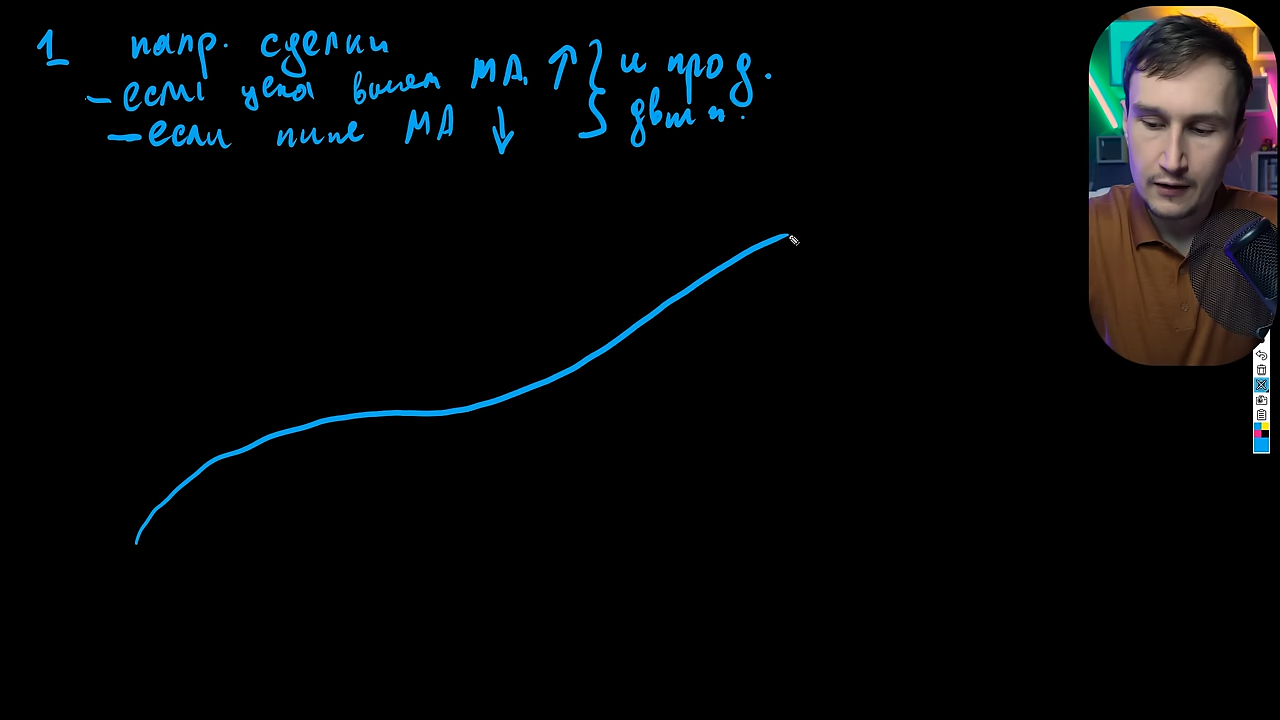 1 напр. сделки
- если цена выше МА ↑ } и прод.
- если ниже МА ↓ } движ.